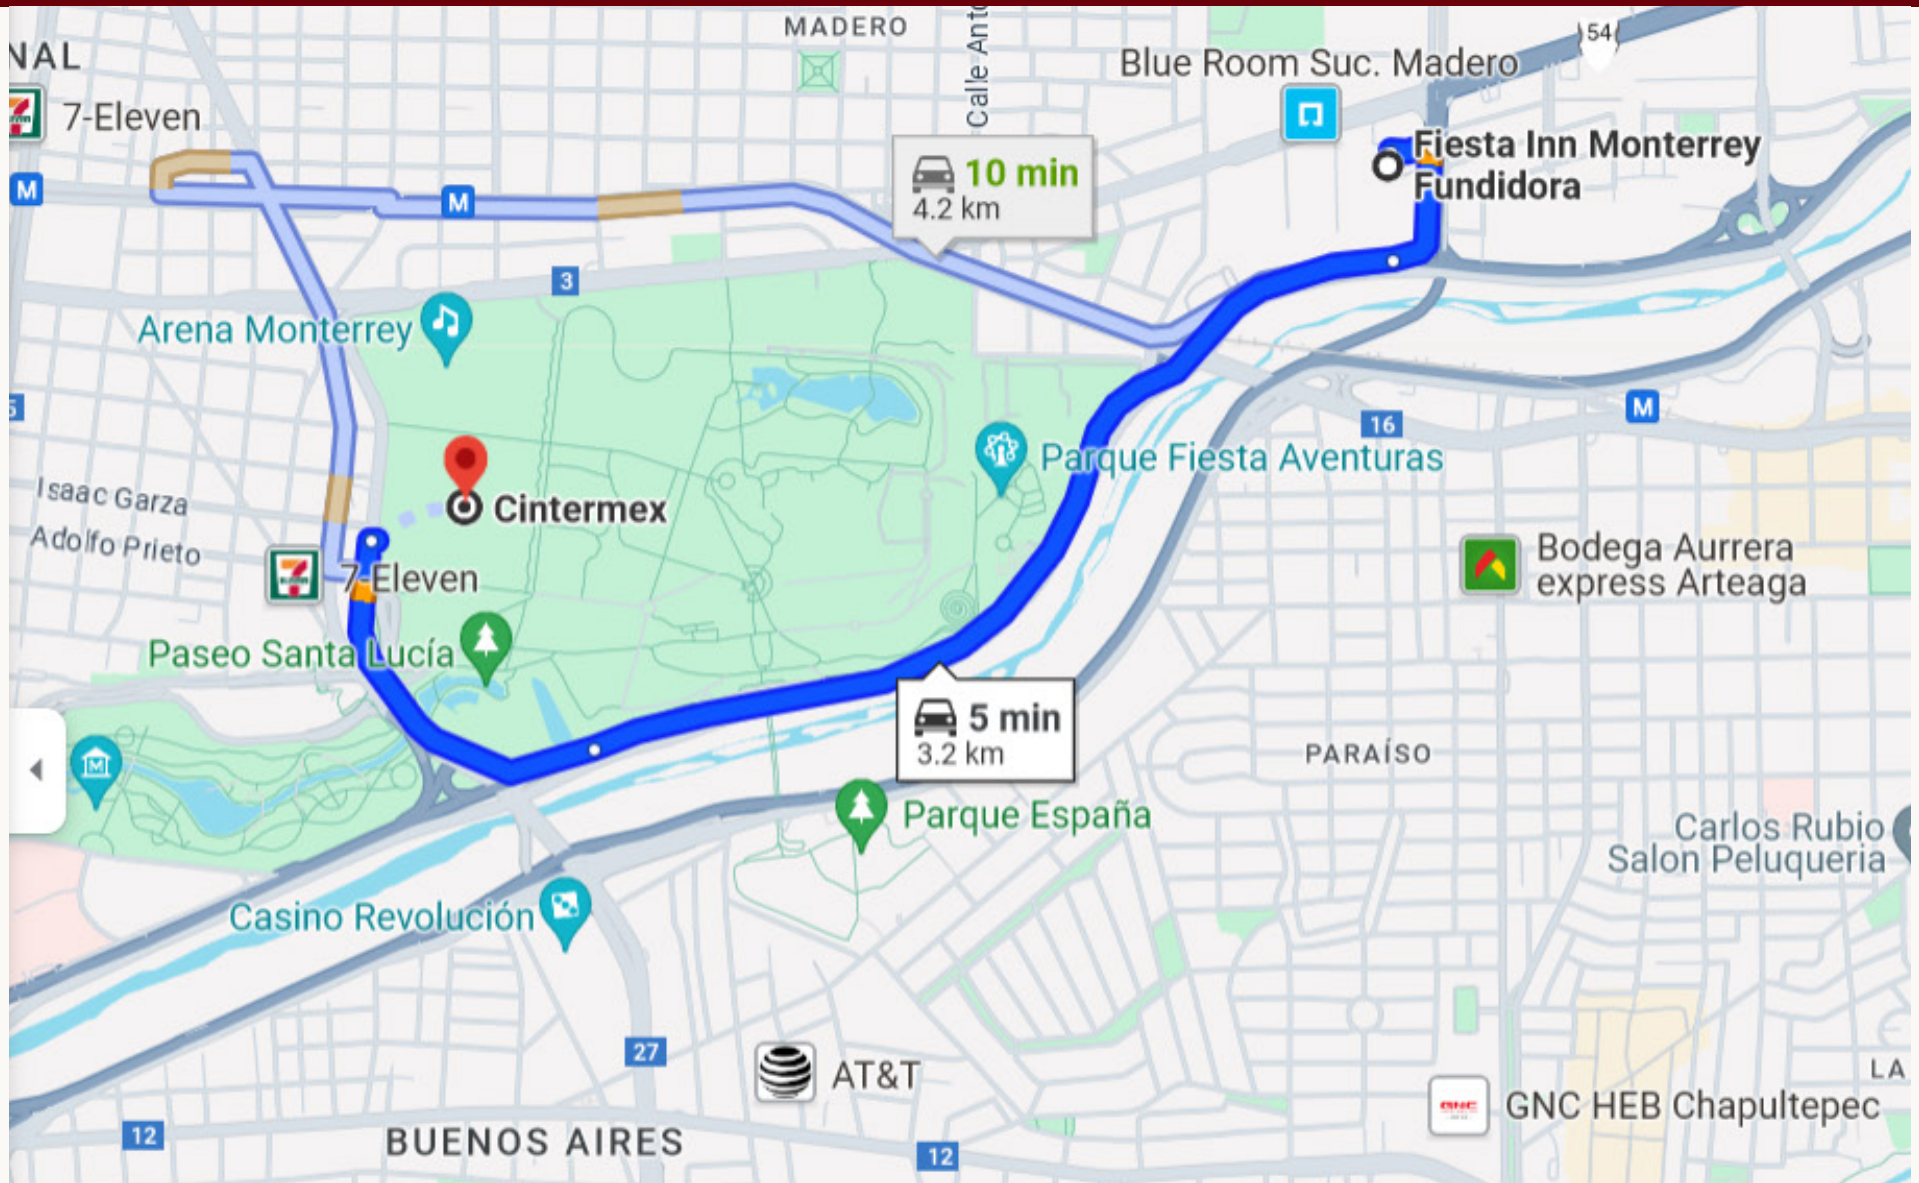 MADERO
Calle Anto
54
NAL
Blue Room Suc. Madero
7-Eleven
Fiesta Inn Monterrey
Fundidora
10 min
4.2 km
M
M
3
Arena Monterrey
M
5
16
Parque Fiesta Aventuras
Isaac Garza
Cintermex
Adolfo Prieto
Bodega Aurrera
express Arteaga
7-Eleven
Paseo Santa Lucía
5 min
3.2 km
PARAÍSO
Parque España
Carlos Rubio
Salon Peluqueria
Casino Revolución
27
AT&T
LA
GNC
GNC HEB Chapultepec
12
BUENOS AIRES
12